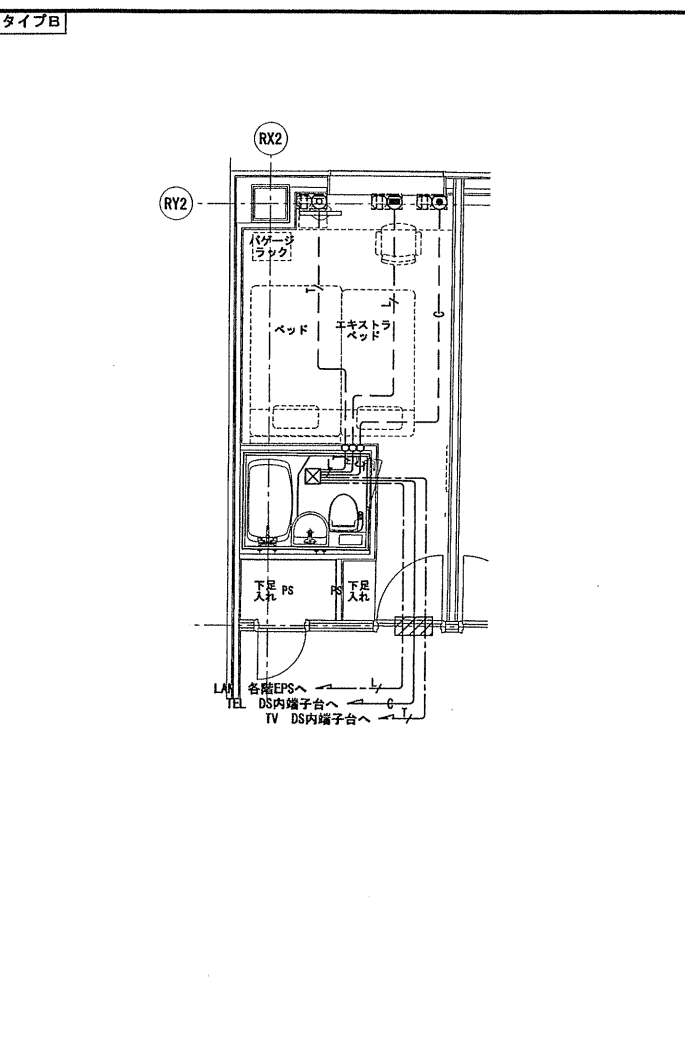 タイプB
RX2
RY2
バゲージ
ラック
T
L
C
ベッド
エキストラ
ベッド
下足
入れ
PS
PS
下足
入れ
LAN 各階EPSへ
L
TEL DS内端子台へ
C
TV DS内端子台へ
T